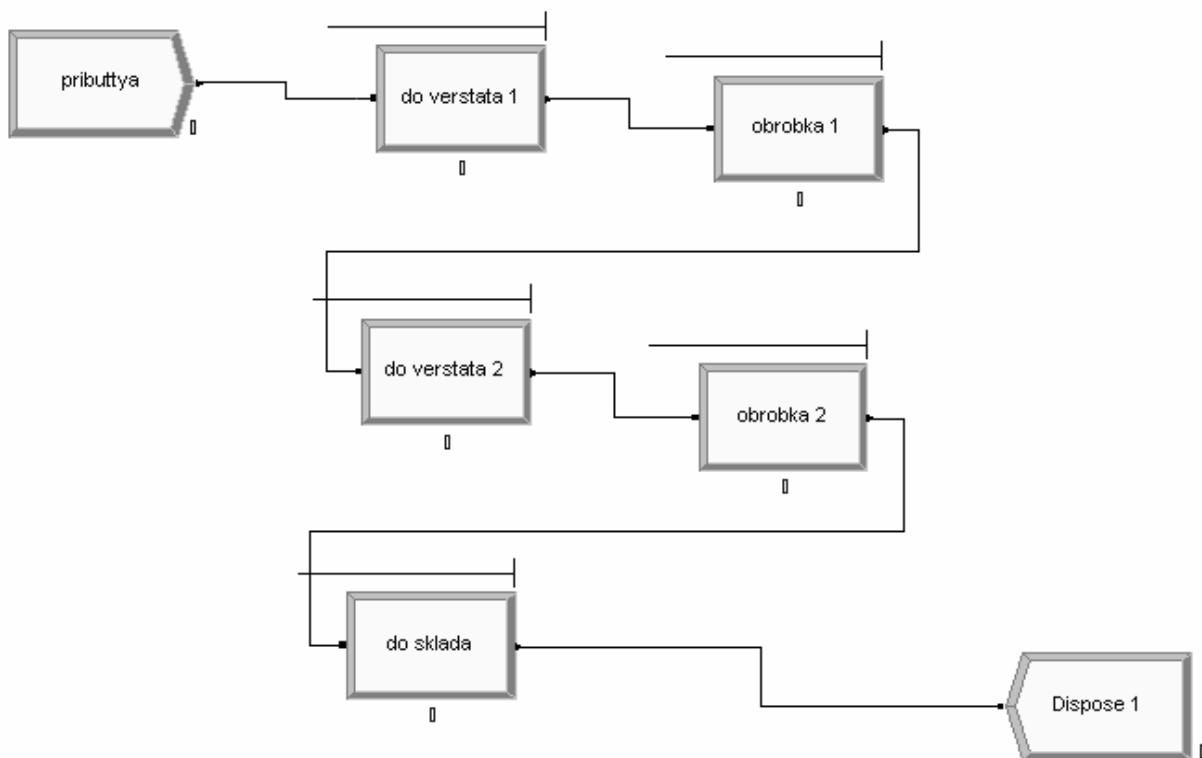 pributtya
do verstata 1
obrobka 1
do verstata 2
obrobka 2
do sklada
Dispose 1